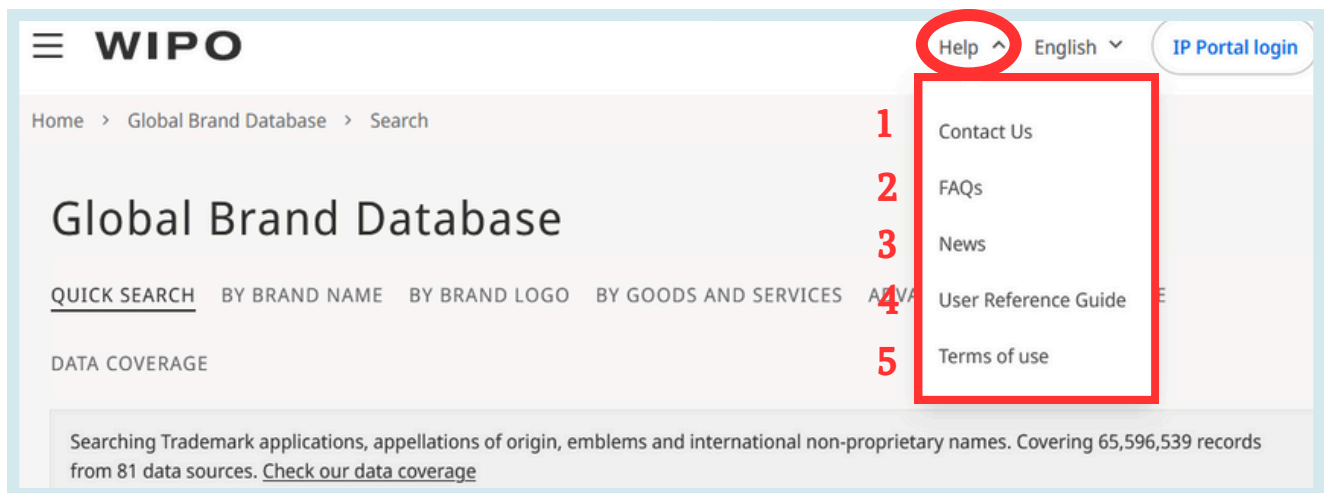 WIPO
Help English IP Portal login
Home > Global Brand Database > Search
1 Contact Us
2 FAQs
Global Brand Database
3 News
QUICK SEARCH BY BRAND NAME BY BRAND LOGO BY GOODS AND SERVICES
4 User Reference Guide
DATA COVERAGE
5 Terms of use
Searching Trademark applications, appellations of origin, emblems and international non-proprietary names. Covering 65,596,539 records
from 81 data sources. Check our data coverage